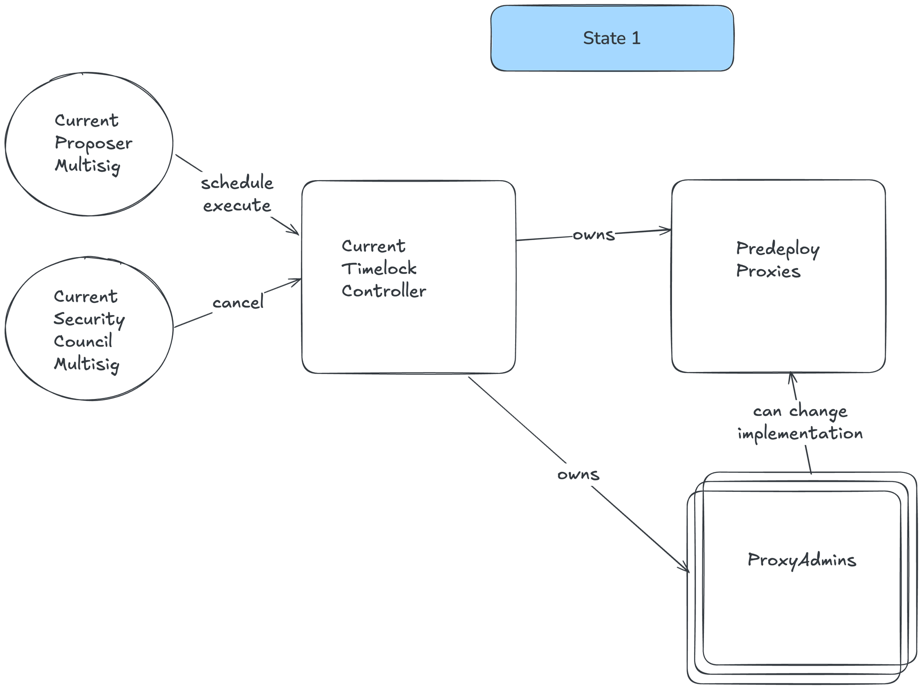 State 1
Current
Proposer
Multisig
schedule
execute
Current
Security
Council
Multisig
cancel
Current
Timelock
Controller
owns
Predeploy
Proxies
owns
can change
implementation
ProxyAdmins